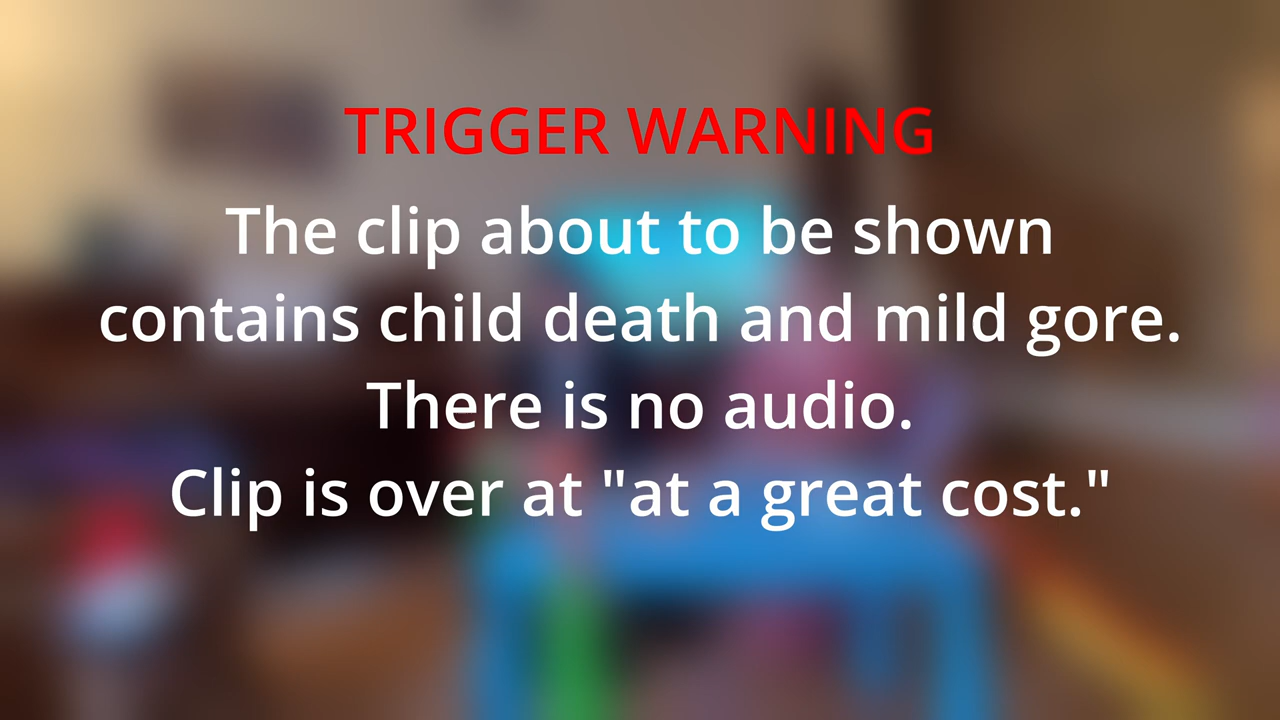 TRIGGER WARNING
The clip about to be shown
contains child death and mild gore.
There is no audio.
Clip is over at "at a great cost."